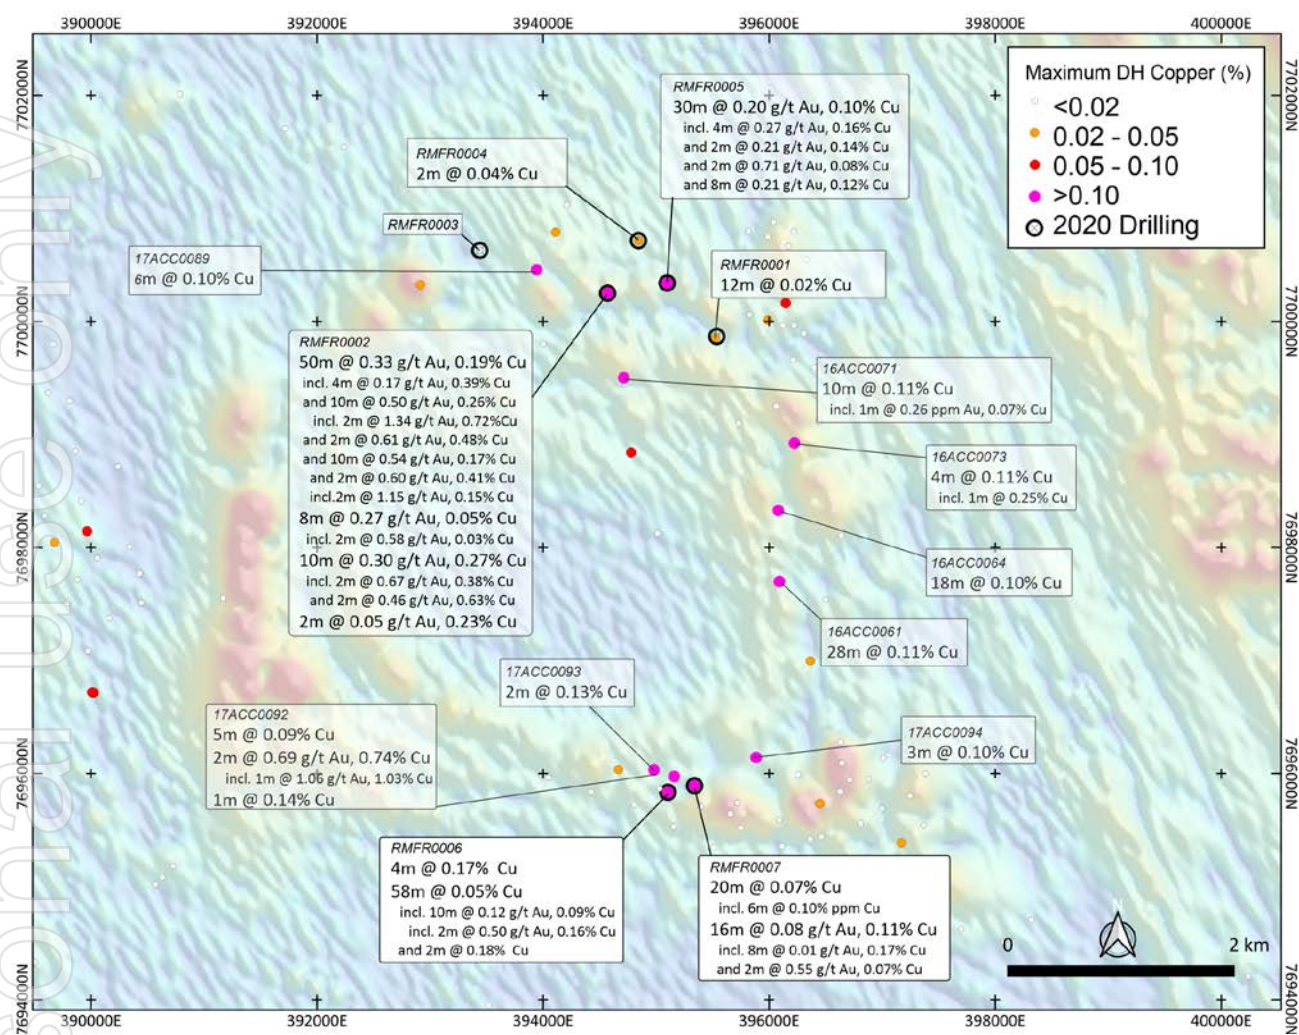 390000E 392000E 394000E 396000E 398000E 400000E
7702000N
7702000N
Maximum DH Copper (%)
<0.02
0.02 - 0.05
0.05 - 0.10
>0.10
2020 Drilling
RMFR0005
30m @ 0.20 g/t Au, 0.10% Cu
incl. 4m @ 0.27 g/t Au, 0.16% Cu
and 2m @ 0.21 g/t Au, 0.14% Cu
and 2m @ 0.71 g/t Au, 0.08% Cu
and 8m @ 0.21 g/t Au, 0.12% Cu
RMFR0004
2m @ 0.04% Cu
RMFR0003
17ACC0089
6m @ 0.10% Cu
RMFR0001
12m @ 0.02% Cu
7700000N
7700000N
RMFR0002
50m @ 0.33 g/t Au, 0.19% Cu
incl. 4m @ 0.17 g/t Au, 0.39% Cu
and 10m @ 0.50 g/t Au, 0.26% Cu
incl. 2m @ 1.34 g/t Au, 0.72%Cu
and 2m @ 0.61 g/t Au, 0.48% Cu
and 10m @ 0.54 g/t Au, 0.17% Cu
and 2m @ 0.60 g/t Au, 0.41% Cu
incl.2m @ 1.15 g/t Au, 0.15% Cu
8m @ 0.27 g/t Au, 0.05% Cu
incl. 2m @ 0.58 g/t Au, 0.03% Cu
10m @ 0.30 g/t Au, 0.27% Cu
incl. 2m @ 0.67 g/t Au, 0.38% Cu
and 2m @ 0.46 g/t Au, 0.63% Cu
2m @ 0.05 g/t Au, 0.23% Cu
16ACC0071
10m @ 0.11% Cu
incl. 1m @ 0.26 ppm Au, 0.07% Cu
16ACC0073
4m @ 0.11% Cu
incl. 1m @ 0.25% Cu
7698000N
7698000N
16ACC0064
18m @ 0.10% Cu
16ACC0061
28m @ 0.11% Cu
17ACC0093
2m @ 0.13% Cu
17ACC0092
5m @ 0.09% Cu
2m @ 0.69 g/t Au, 0.74% Cu
incl. 1m @ 1.06 g/t Au, 1.03% Cu
1m @ 0.14% Cu
17ACC0094
3m @ 0.10% Cu
7696000N
7696000N
RMFR0006
4m @ 0.17% Cu
58m @ 0.05% Cu
incl. 10m @ 0.12 g/t Au, 0.09% Cu
incl. 2m @ 0.50 g/t Au, 0.16% Cu
and 2m @ 0.18% Cu
RMFR0007
20m @ 0.07% Cu
incl. 6m @ 0.10% ppm Cu
16m @ 0.08 g/t Au, 0.11% Cu
incl. 8m @ 0.01 g/t Au, 0.17% Cu
and 2m @ 0.55 g/t Au, 0.07% Cu
N
0 2 km
7694000N
7694000N
390000E 392000E 394000E 396000E 398000E 400000E
sonal use only